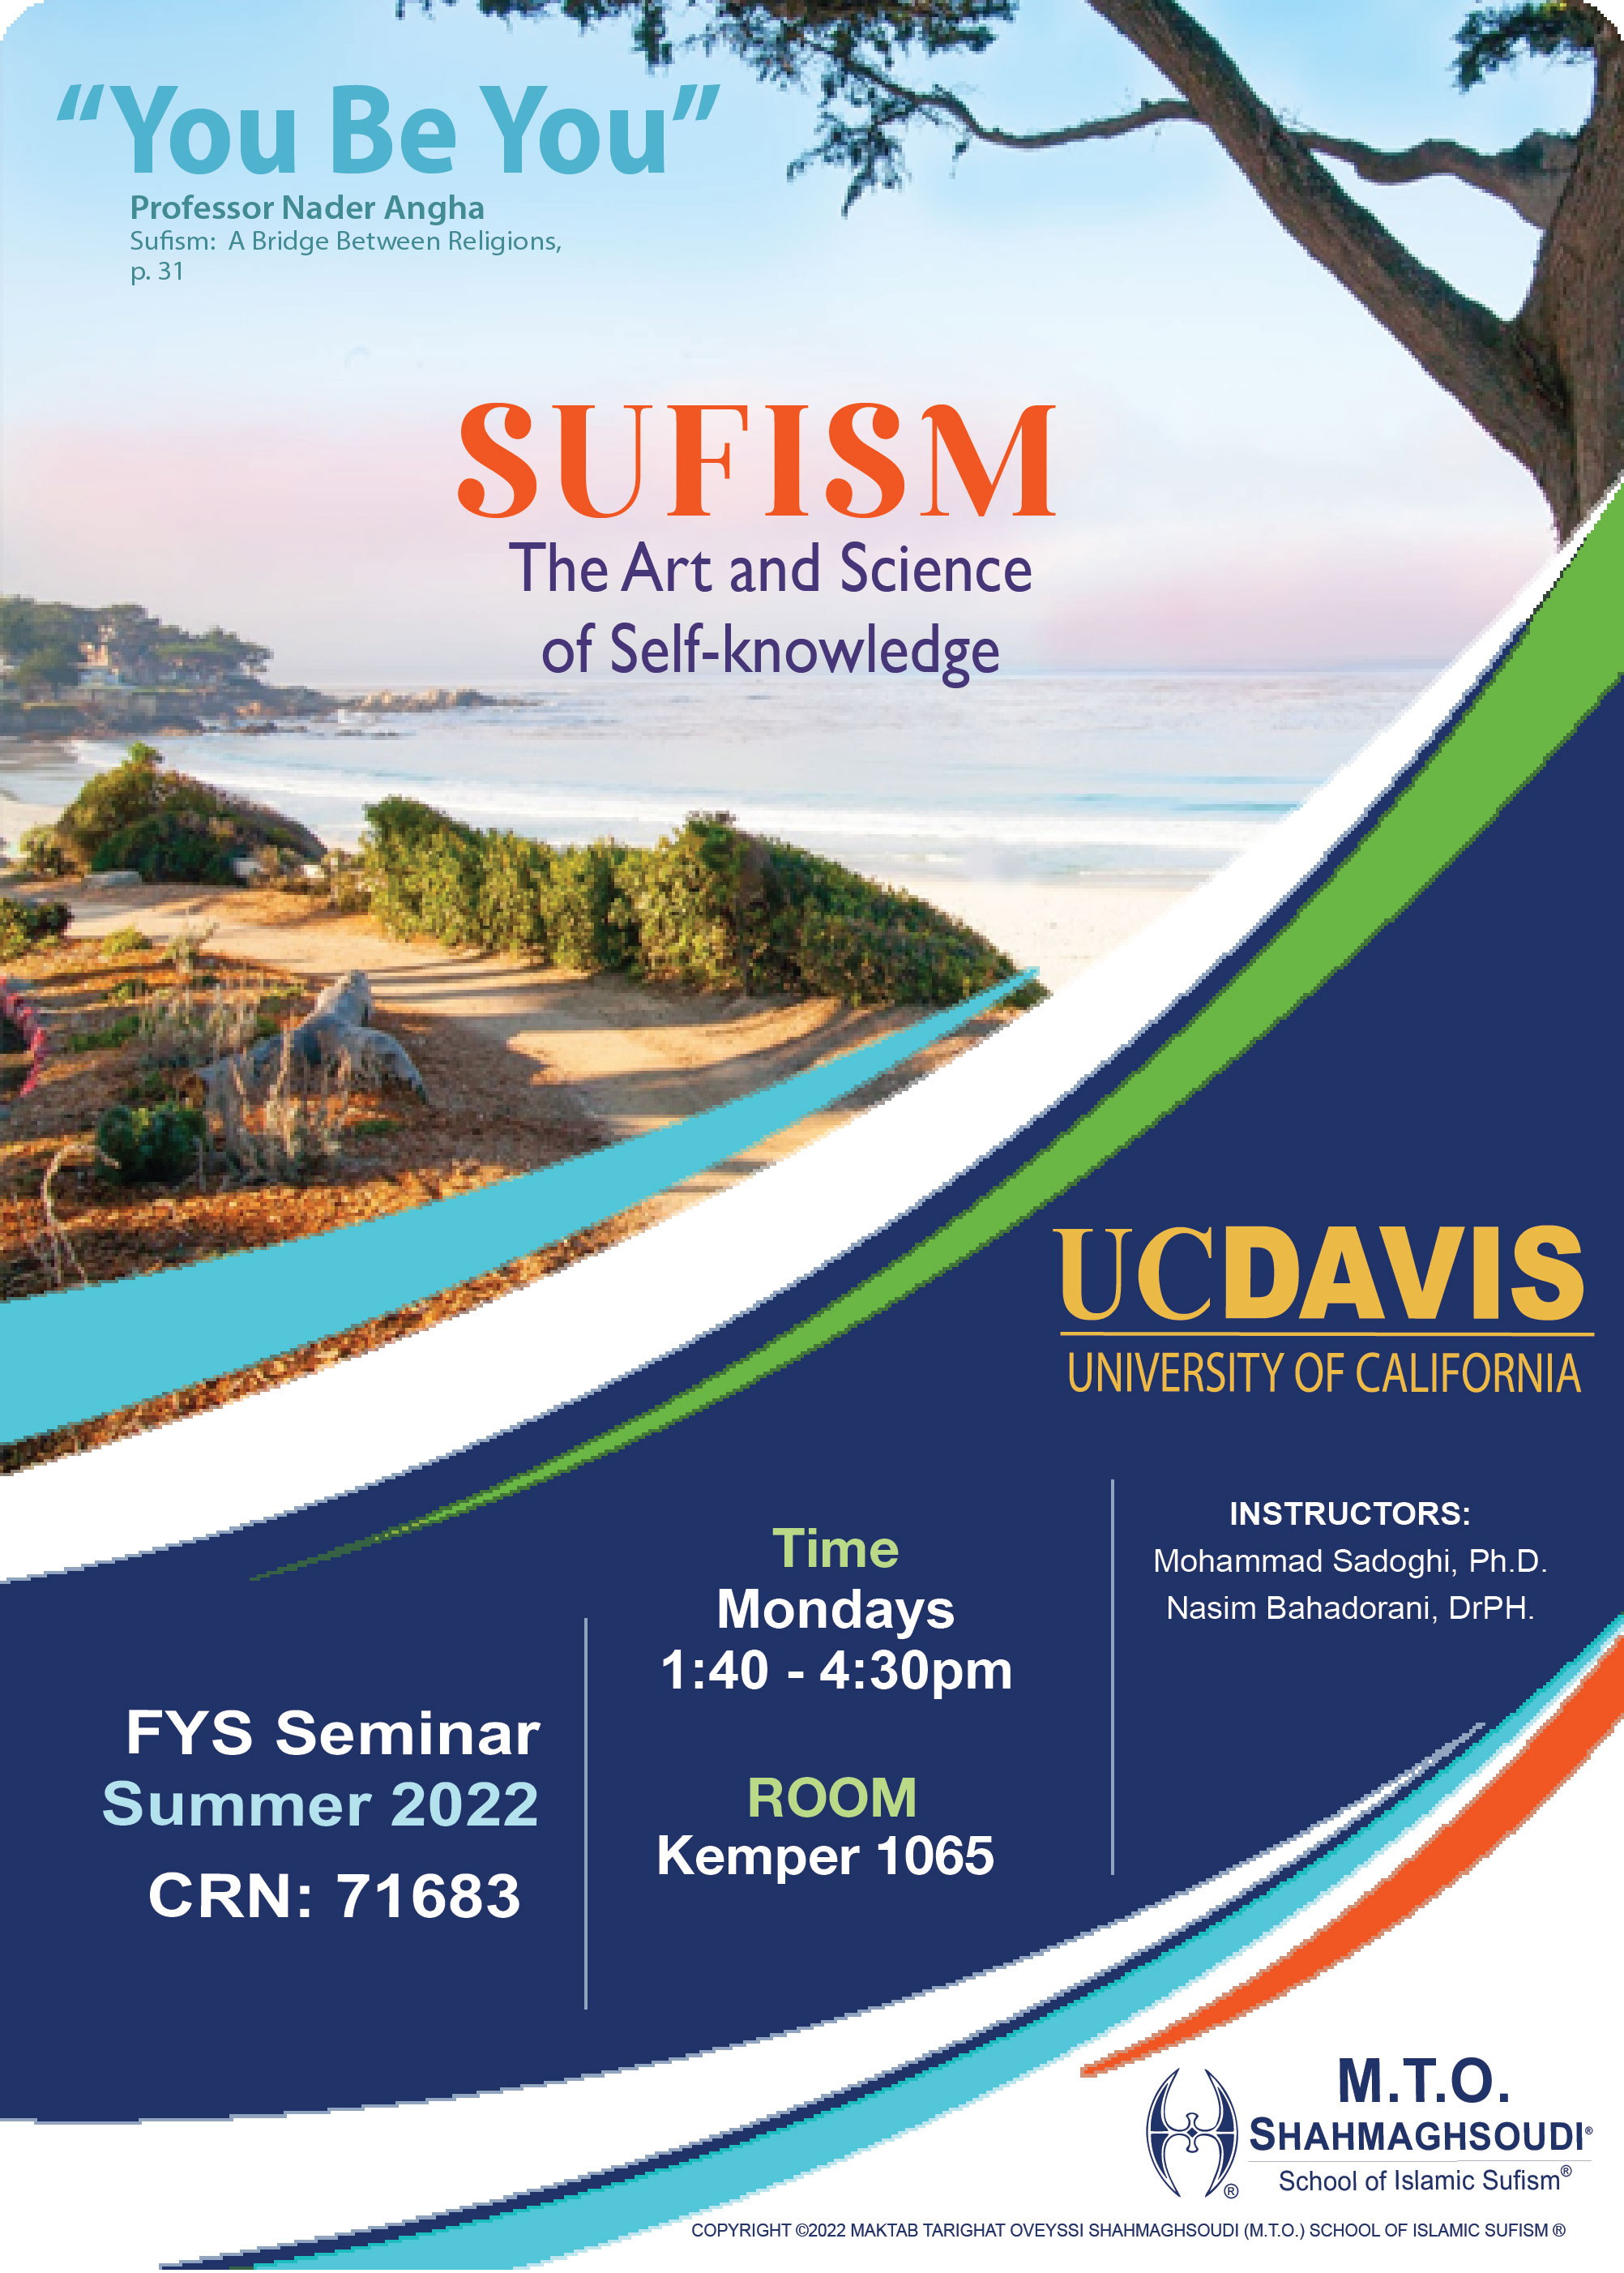 “You Be You”
Professor Nader Angha
Sufism:  A Bridge Between Religions,
p. 31
SUFISM
The Art and Science
of Self-knowledge
UCDAVIS
UNIVERSITY OF CALIFORNIA
FYS Seminar
Summer 2022
CRN: 71683
Time
Mondays
1:40 - 4:30pm
ROOM
Kemper 1065
INSTRUCTORS:
Mohammad Sadoghi, Ph.D.
Nasim Bahadorani, DrPH.
M.T.O.
SHAHMAGHSOUDI®
School of Islamic Sufism®
®
COPYRIGHT ©2022 MAKTAB TARIGHAT OVEYSSI SHAHMAGHSOUDI (M.T.O.) SCHOOL OF ISLAMIC SUFISM ®